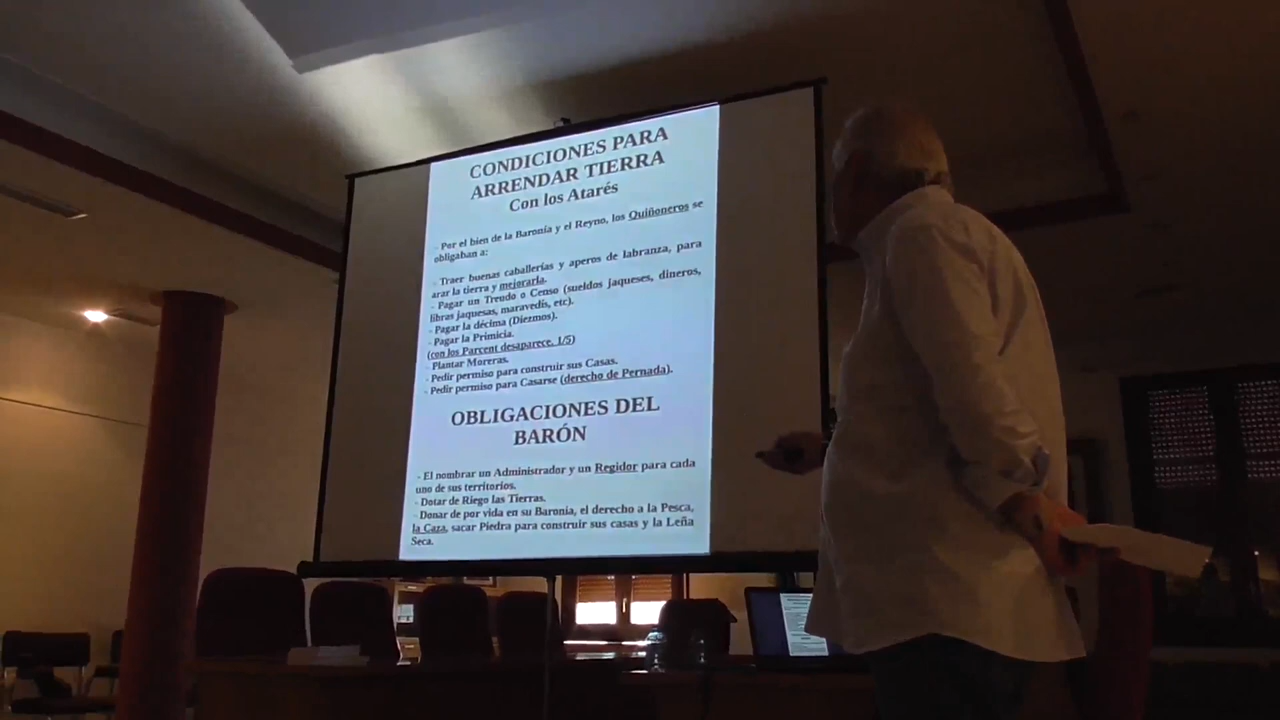 CONDICIONES PARA
ARRENDAR TIERRA
Con los Atarés
- Por el bien de la Baronía y el Reyno, los Quiñoneros se
obligaban a:
- Traer buenas caballerías y aperos de labranza, para
arar la tierra y mejorarla.
- Pagar un Treudo o Censo (sueldos jaqueses, dineros,
libras jaquesas, maravedís, etc).
- Pagar la décima (Diezmos).
- Pagar la Primicia.
(con los Parcent desaparece, 1/5)
- Plantar Moreras.
- Pedir permiso para construir sus Casas.
- Pedir permiso para Casarse (derecho de Pernada).
OBLIGACIONES DEL
BARÓN
- El nombrar un Administrador y un Regidor para cada
uno de sus territorios.
- Dotar de Riego las Tierras.
- Donar de por vida en su Baronía, el derecho a la Pesca,
la Caza, sacar Piedra para construir sus casas y la Leña
Seca.